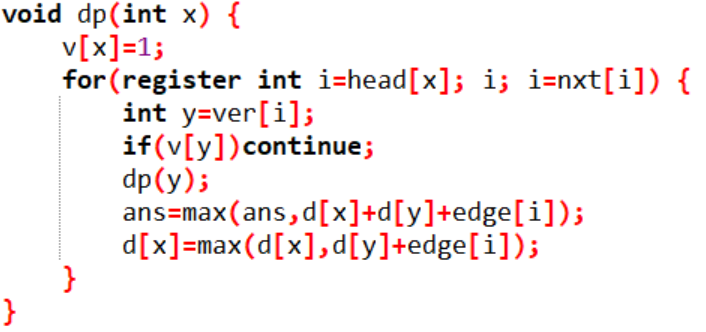 void dp(int x) {
    v[x]=1;
    for(register int i=head[x]; i; i=nxt[i]) {
        int y=ver[i];
        if(v[y])continue;
        dp(y);
        ans=max(ans,d[x]+d[y]+edge[i]);
        d[x]=max(d[x],d[y]+edge[i]);
    }
}